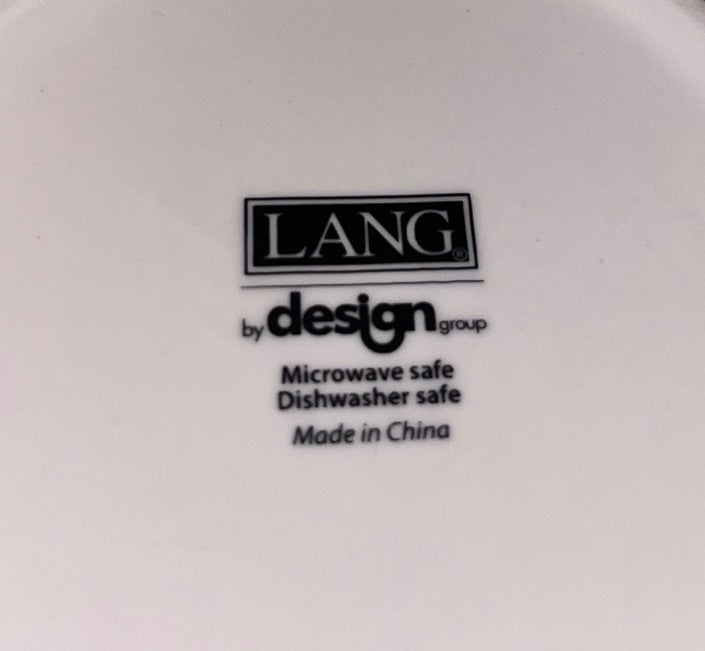 LANG®
by design group
Microwave safe
Dishwasher safe
Made in China